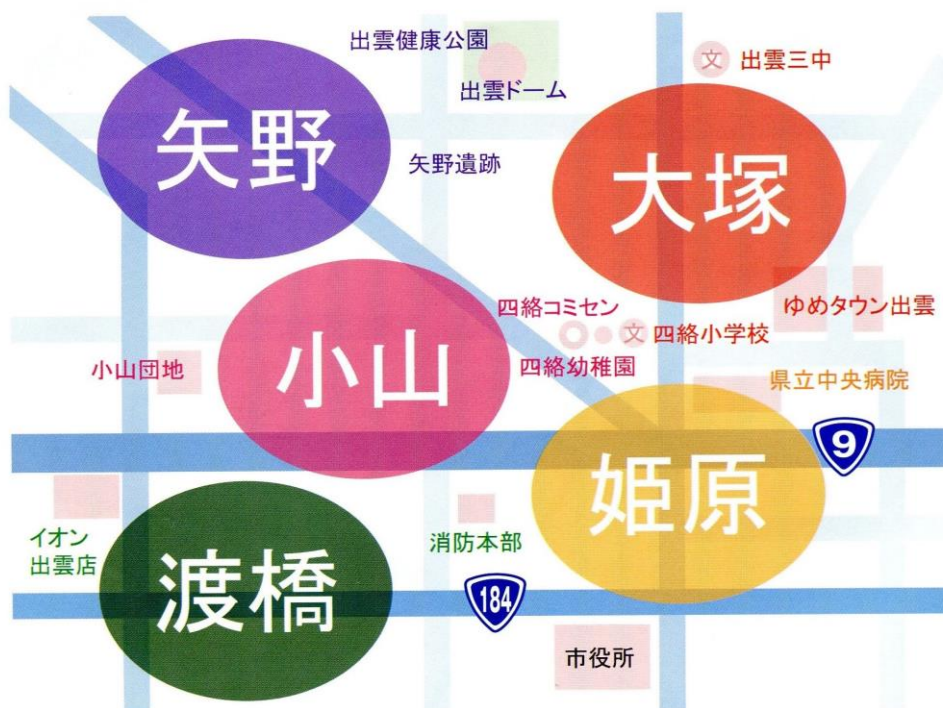 出雲健康公園
文 出雲三中
出雲ドーム
矢野
矢野遺跡
大塚
四絡コミセン
ゆめタウン出雲
文 四絡小学校
小山団地
小山
四絡幼稚園
県立中央病院
9
姫原
イオン
出雲店
消防本部
渡橋
184
市役所